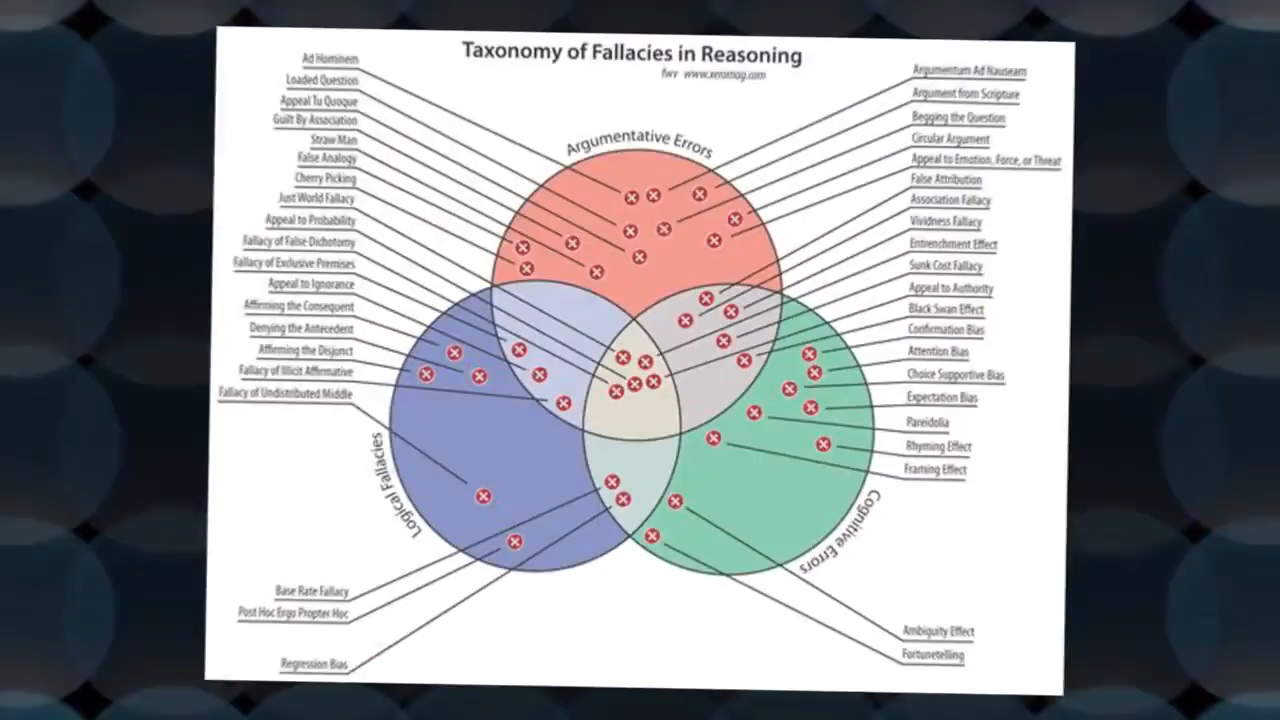 Taxonomy of Fallacies in Reasoning
fwv www.xeromag.com
Ad Hominem
Loaded Question
Appeal Tu Quoque
Guilt By Association
Straw Man
False Analogy
Cherry Picking
Just World Fallacy
Appeal to Probability
Fallacy of False Dichotomy
Fallacy of Exclusive Premises
Appeal to Ignorance
Affirming the Consequent
Denying the Antecedent
Affirming the Disjunct
Fallacy of Illicit Affirmative
Fallacy of Undistributed Middle
Argumentative Errors
Argumentum Ad Nauseam
Argument from Scripture
Begging the Question
Circular Argument
Appeal to Emotion, Force, or Threat
False Attribution
Association Fallacy
Vividness Fallacy
Entrenchment Effect
Sunk Cost Fallacy
Appeal to Authority
Black Swan Effect
Confirmation Bias
Attention Bias
Choice Supportive Bias
Expectation Bias
Pareidolia
Rhyming Effect
Framing Effect
Logical Fallacies
Cognitive Errors
Base Rate Fallacy
Post Hoc Ergo Propter Hoc
Regression Bias
Ambiguity Effect
Fortunetelling